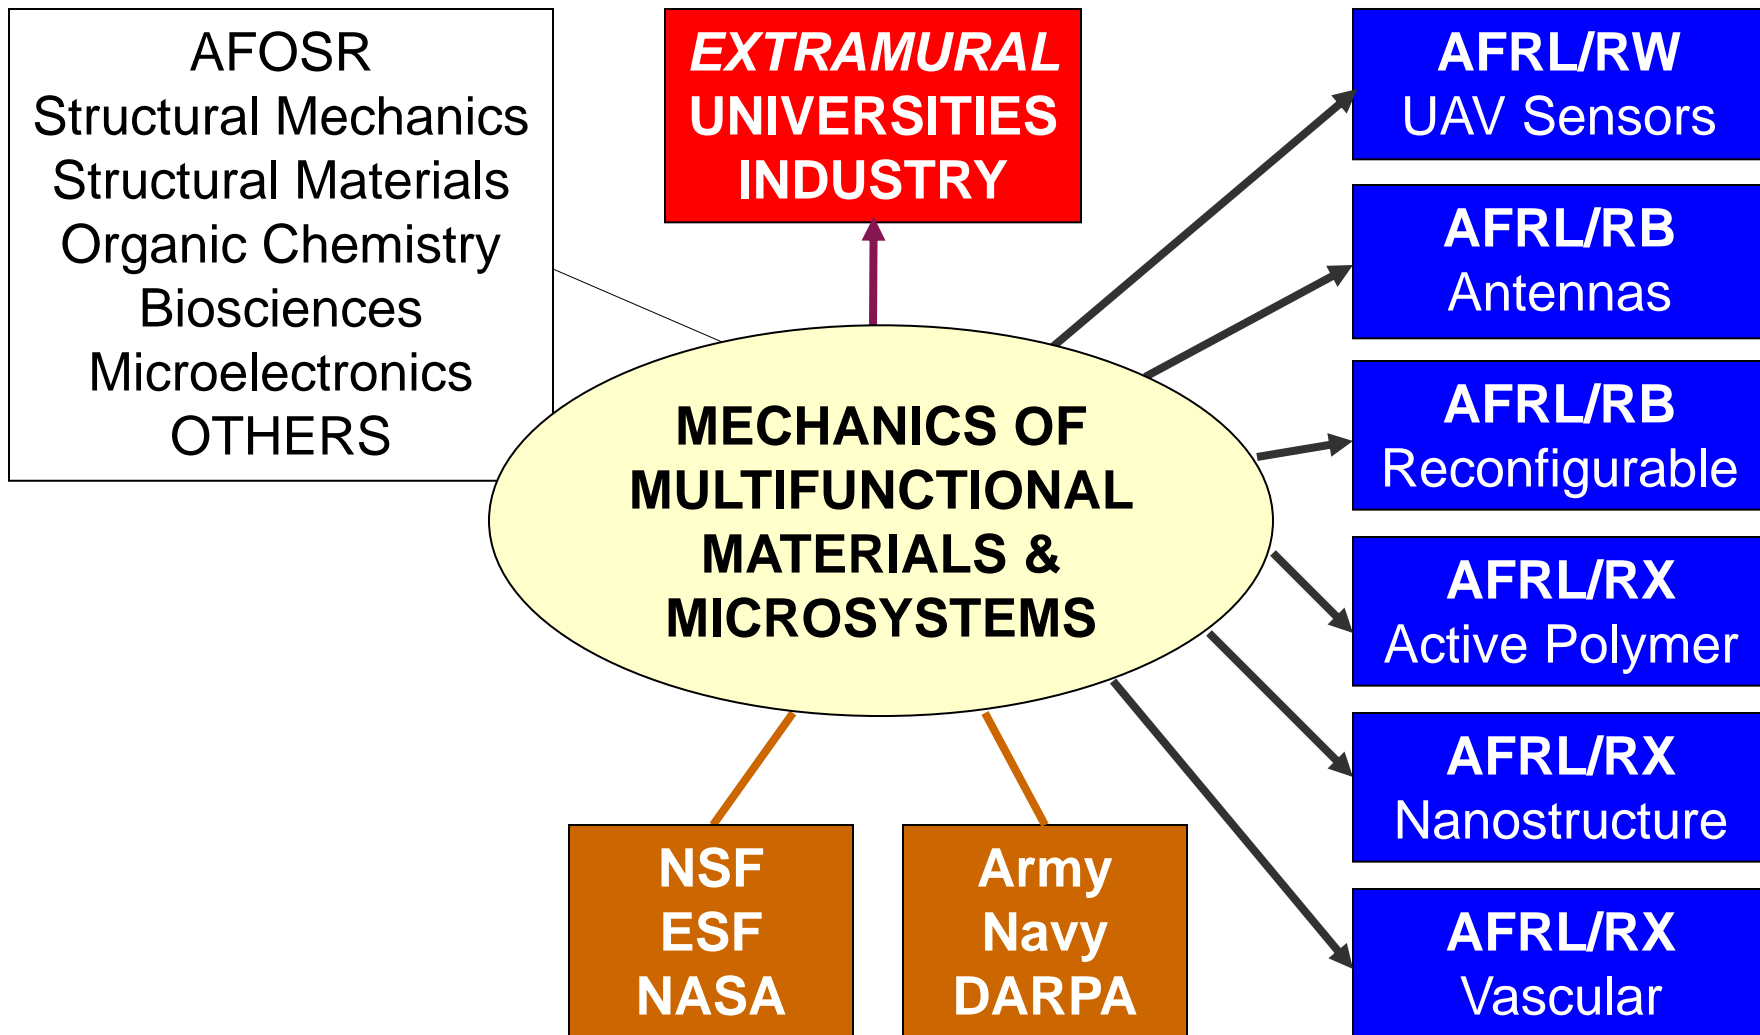 AFOSR
Structural Mechanics
Structural Materials
Organic Chemistry
Biosciences
Microelectronics
OTHERS
EXTRAMURAL
UNIVERSITIES
INDUSTRY
AFRL/RW
UAV Sensors
AFRL/RB
Antennas
AFRL/RB
Reconfigurable
AFRL/RX
Active Polymer
AFRL/RX
Nanostructure
AFRL/RX
Vascular
MECHANICS OF
MULTIFUNCTIONAL
MATERIALS &
MICROSYSTEMS
NSF
ESF
NASA
Army
Navy
DARPA